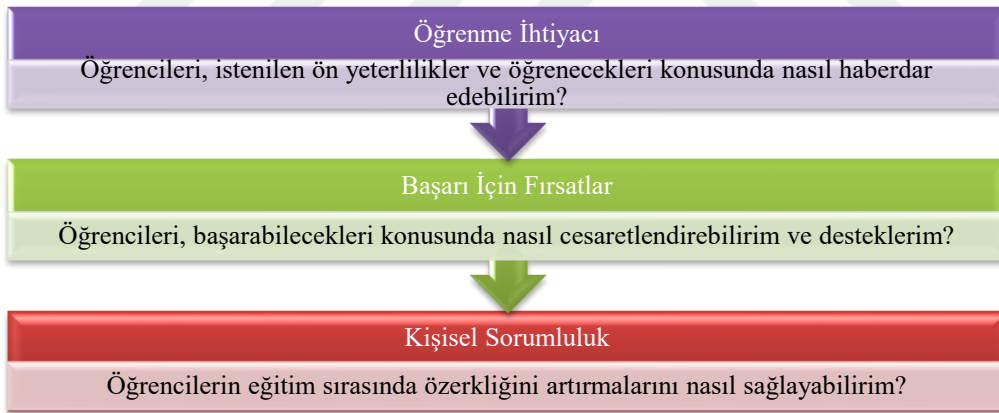 Öğrenme İhtiyacı
Öğrencileri, istenilen ön yeterlilikler ve öğrenecekleri konusunda nasıl haberdar
edebilirim?
Başarı İçin Fırsatlar
Öğrencileri, başarabilecekleri konusunda nasıl cesaretlendirebilirim ve desteklerim?
Kişisel Sorumluluk
Öğrencilerin eğitim sırasında özerkliğini artırmalarını nasıl sağlayabilirim?